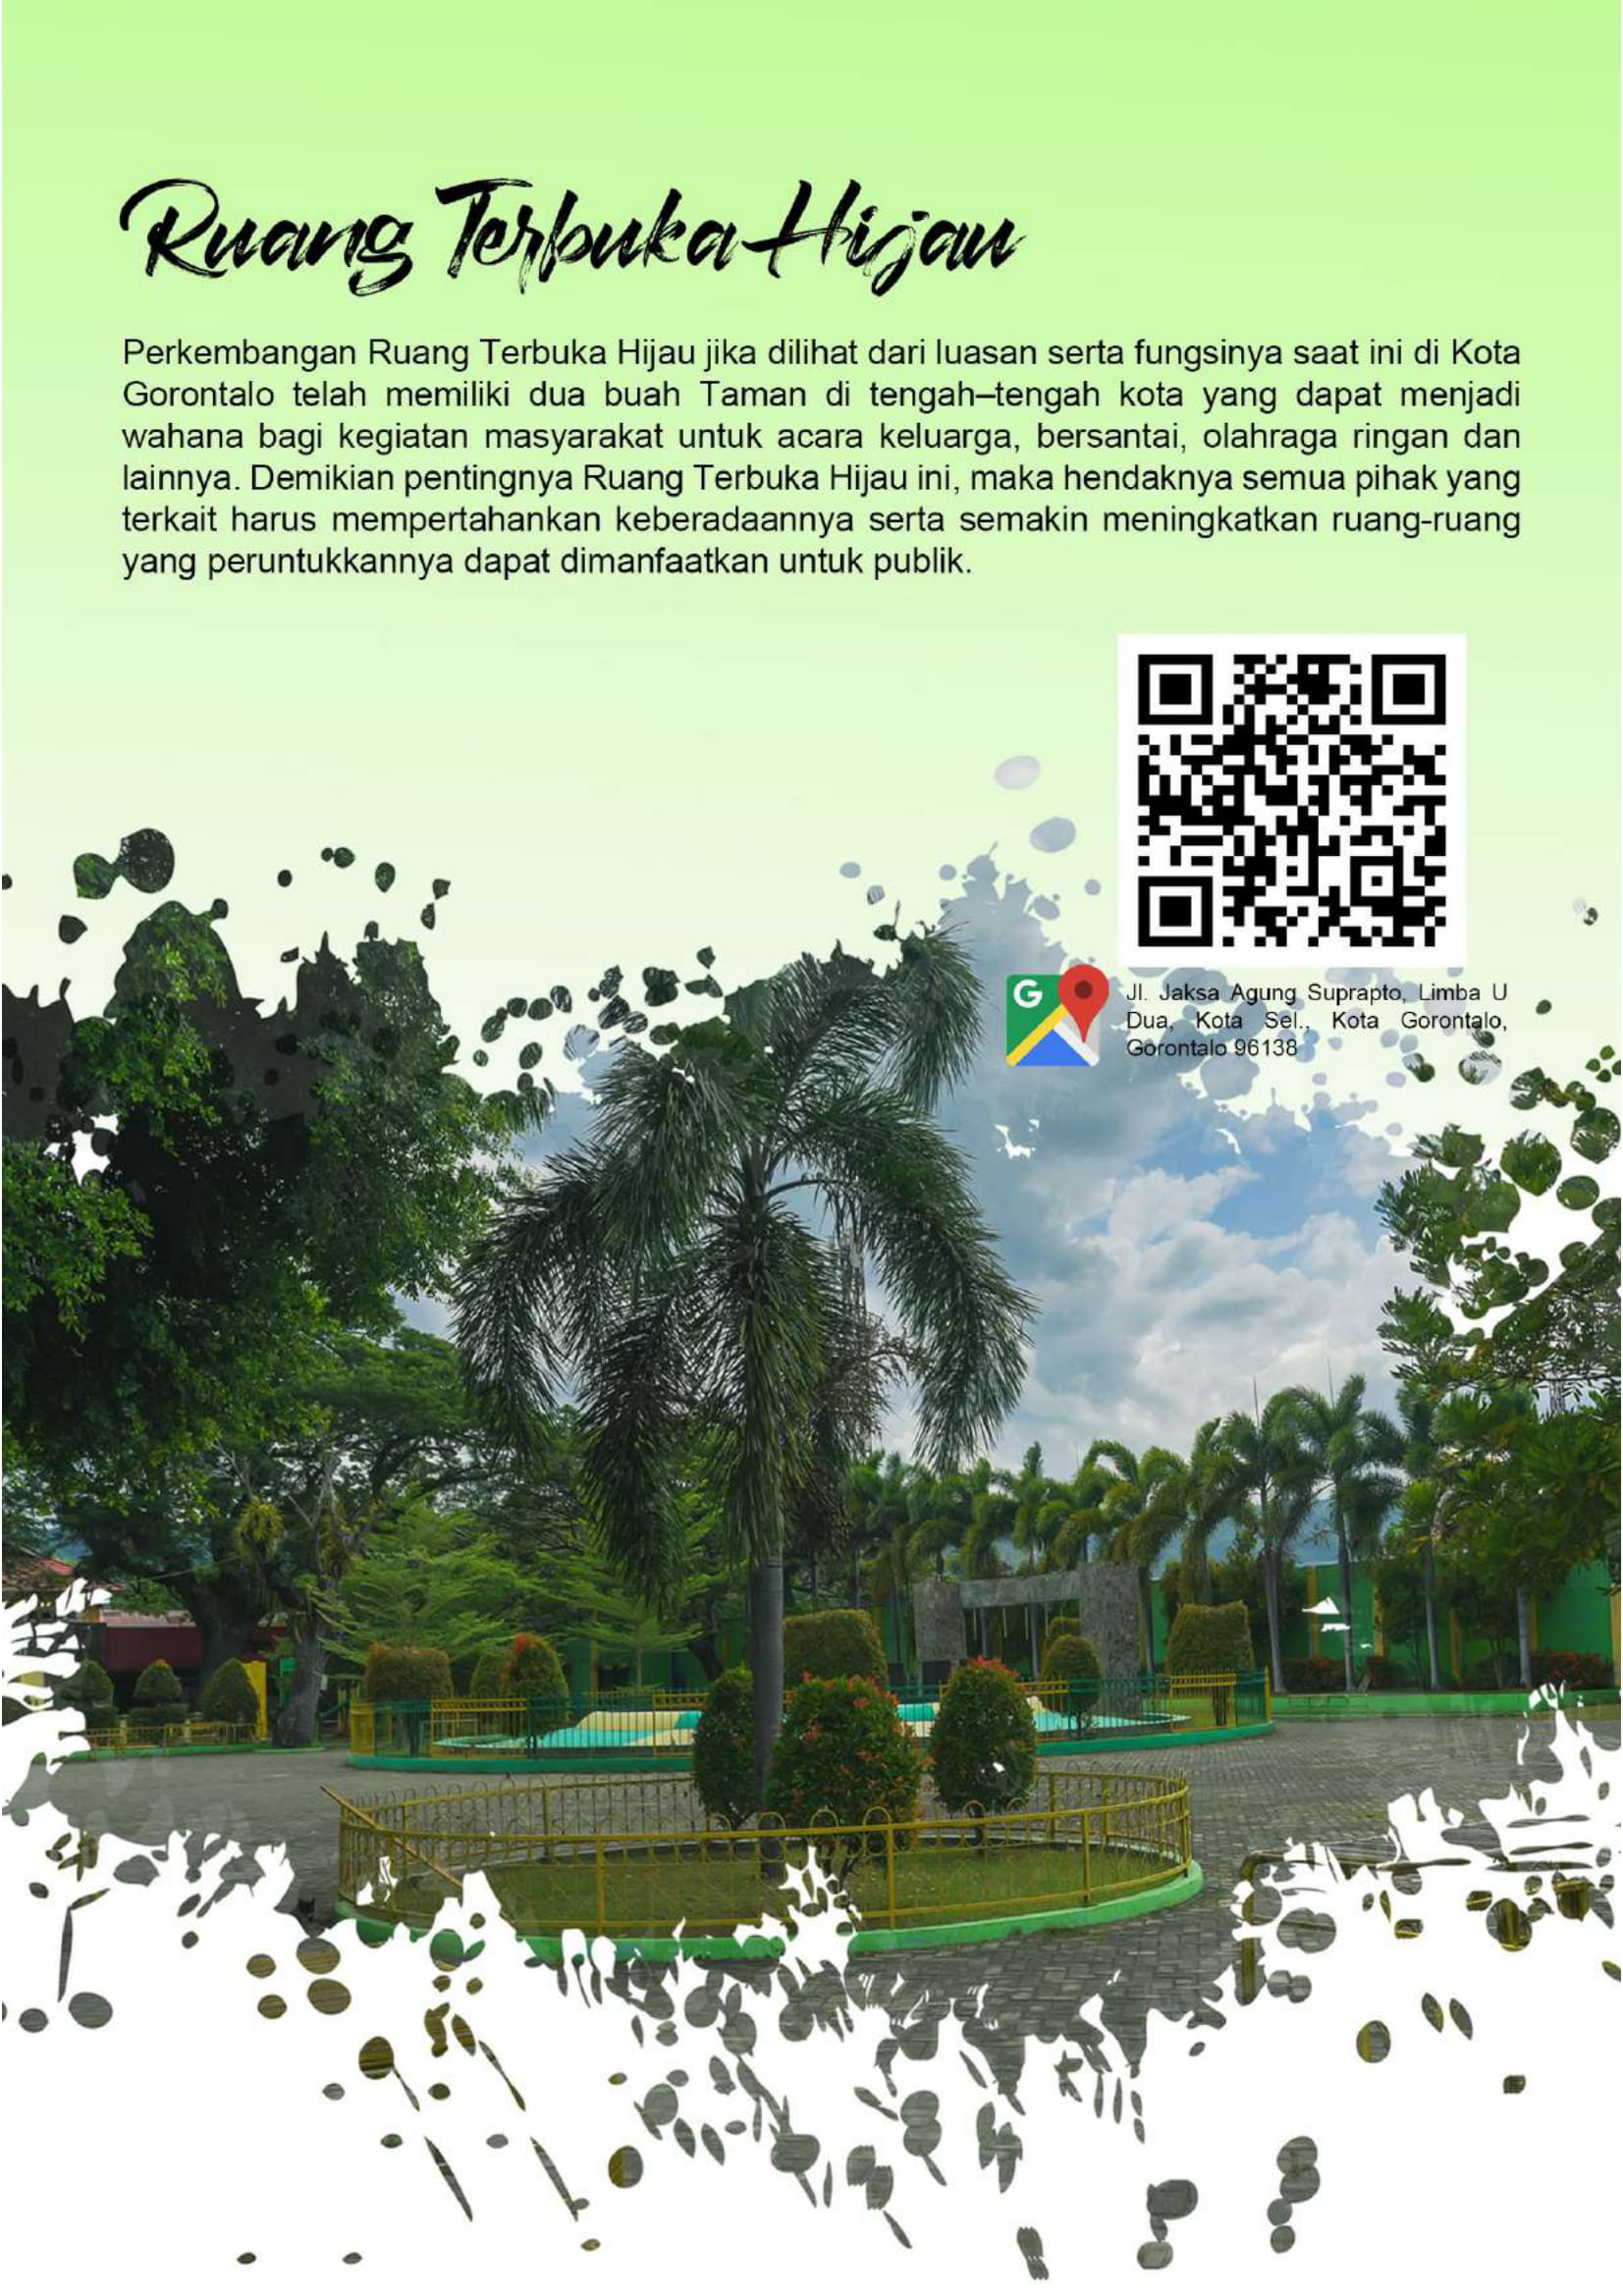 Ruang Terbuka Hijau
Perkembangan Ruang Terbuka Hijau jika dilihat dari luasan serta fungsinya saat ini di Kota
Gorontalo telah memiliki dua buah Taman di tengah–tengah kota yang dapat menjadi
wahana bagi kegiatan masyarakat untuk acara keluarga, bersantai, olahraga ringan dan
lainnya. Demikian pentingnya Ruang Terbuka Hijau ini, maka hendaknya semua pihak yang
terkait harus mempertahankan keberadaannya serta semakin meningkatkan ruang-ruang
yang peruntukkannya dapat dimanfaatkan untuk publik.
G
Jl. Jaksa Agung Suprapto, Limba U
Dua, Kota Sel., Kota Gorontalo,
Gorontalo 96138